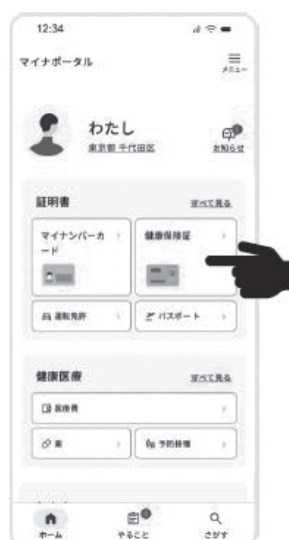 12:34
マイナポータル
メニュー
わたし
東京都 千代田区
お知らせ
証明書
すべて見る
マイナンバーカ
ード
健康保険証
運転免許
パスポート
健康医療
すべて見る
医療費
薬
予防接種
ホーム
やること
さがす